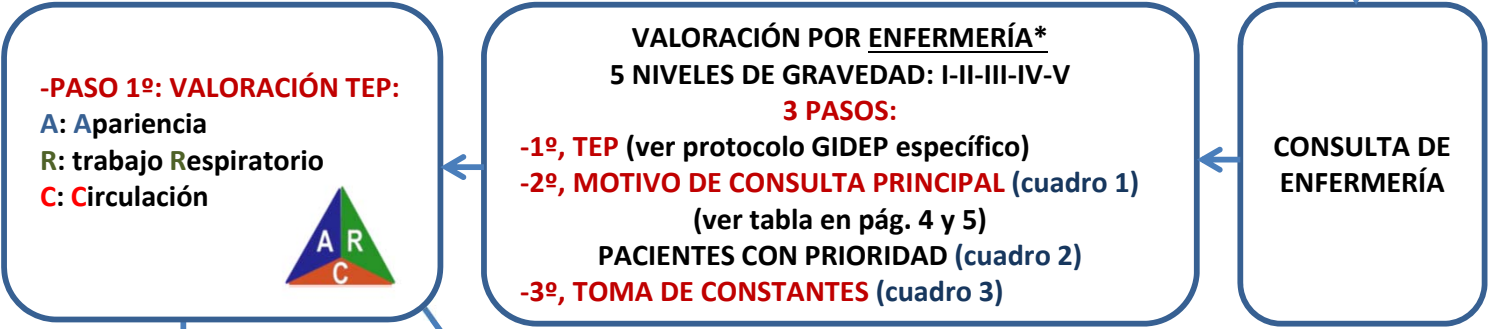 -PASO 1º: VALORACIÓN TEP:
A: Apariencia
R: trabajo Respiratorio
C: Circulación
A R
C
VALORACIÓN POR ENFERMERÍA*
5 NIVELES DE GRAVEDAD: I-II-III-IV-V
3 PASOS:
-1º, TEP (ver protocolo GIDEP específico)
-2º, MOTIVO DE CONSULTA PRINCIPAL (cuadro 1)
(ver tabla en pág. 4 y 5)
PACIENTES CON PRIORIDAD (cuadro 2)
-3º, TOMA DE CONSTANTES (cuadro 3)
CONSULTA DE
ENFERMERÍA